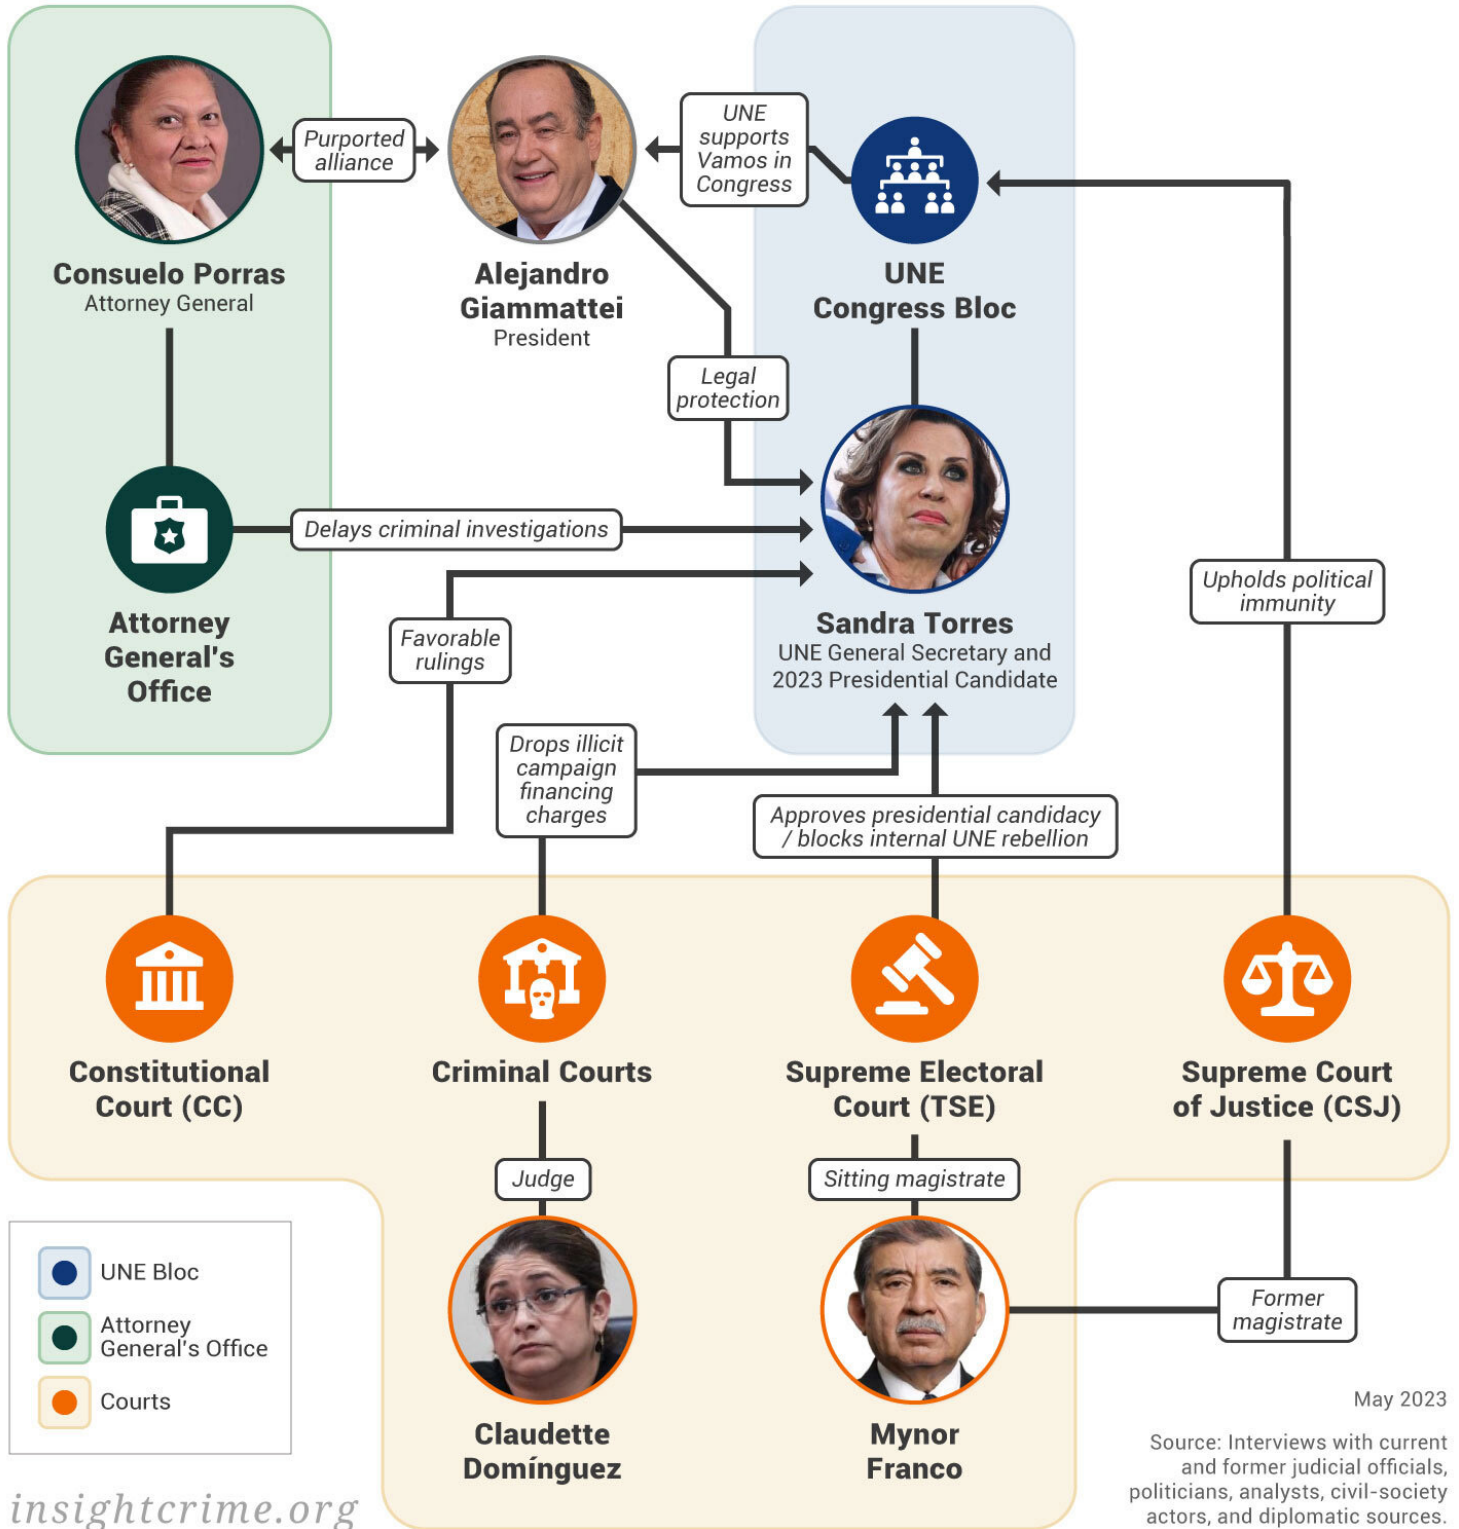 Purported
alliance
UNE
supports
Vamos in
Congress
Consuelo Porras
Attorney General
Alejandro
Giammattei
President
UNE
Congress Bloc
Legal
protection
Delays criminal investigations
Upholds political
immunity
Attorney
General's
Office
Favorable
rulings
Sandra Torres
UNE General Secretary and
2023 Presidential Candidate
Drops illicit
campaign
financing
charges
Approves presidential candidacy
/ blocks internal UNE rebellion
Constitutional
Court (CC)
Criminal Courts
Supreme Electoral
Court (TSE)
Supreme Court
of Justice (CSJ)
Judge
Sitting magistrate
Former
magistrate
UNE Bloc
Attorney
General's Office
Courts
Claudette
Domínguez
Mynor
Franco
May 2023
Source: Interviews with current
and former judicial officials,
politicians, analysts, civil-society
actors, and diplomatic sources.
insightcrime.org